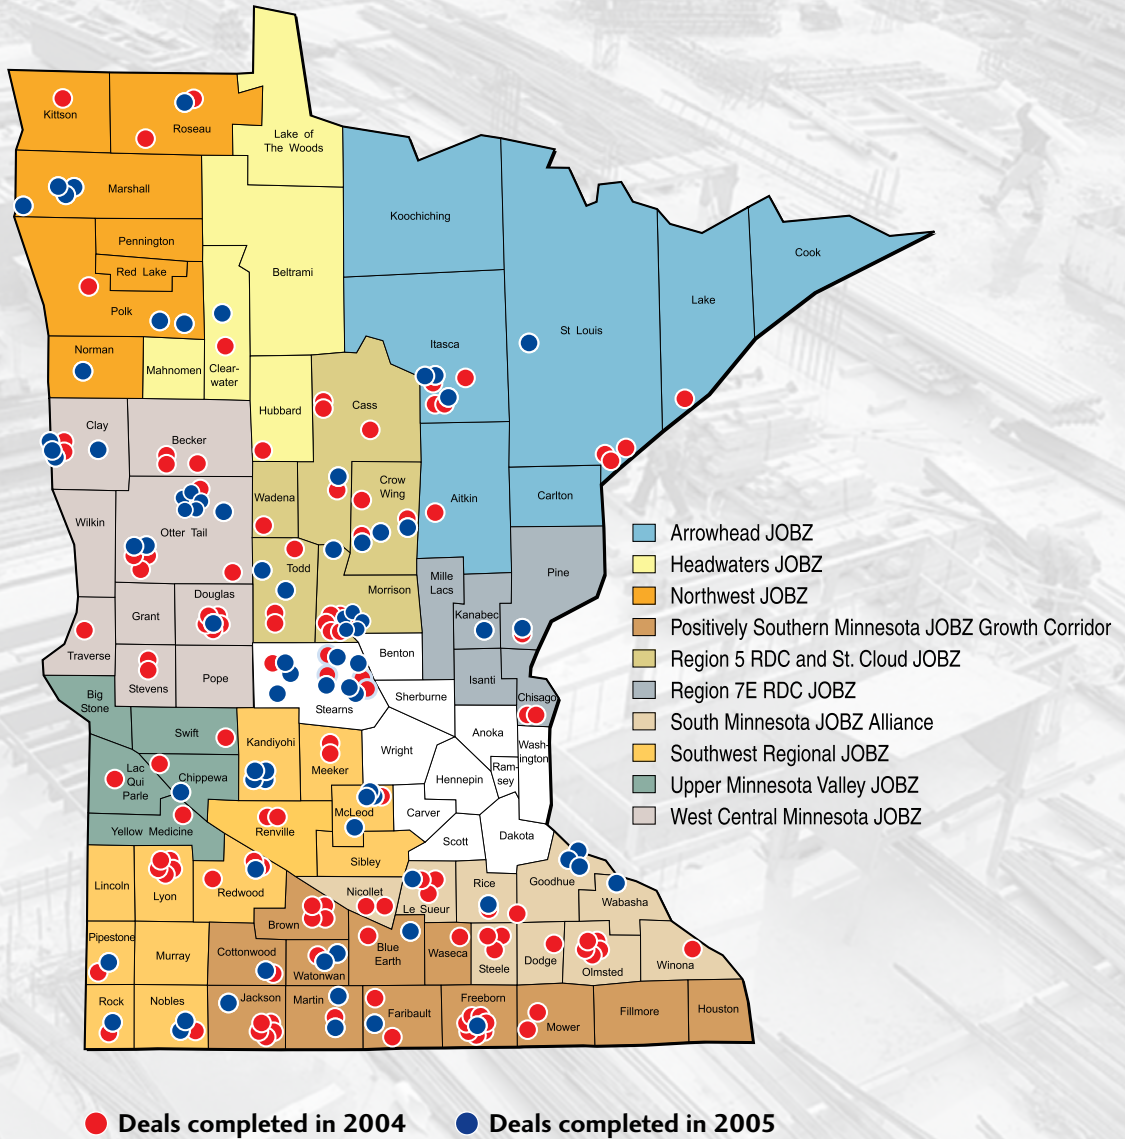 Kittson
Roseau
Lake of
The Woods
Marshall
Koochiching
Pennington
Red Lake
Beltrami
Cook
Lake
Polk
St Louis
Itasca
Norman
Mahnomen
Clear-
water
Hubbard
Cass
Clay
Becker
Crow
Wing
Wadena
Aitkin
Carlton
Wilkin
Otter Tail
Todd
Mille
Lacs
Pine
Morrison
Douglas
Grant
Kanabec
Traverse
Benton
Stevens
Pope
Isanti
Big
Stone
Sherburne
Chisago
Stearns
Swift
Kandiyohi
Anoka
Wash-
ington
Wright
Ram-
sey
Meeker
Lac
Qui
Parle
Chippewa
Hennepin
McLeod
Carver
Yellow Medicine
Renville
Scott
Dakota
Sibley
Lincoln
Lyon
Redwood
Nicollet
Rice
Goodhue
Le Sueur
Wabasha
Brown
Pipestone
Murray
Cottonwood
Watonwan
Blue
Earth
Waseca
Steele
Dodge
Olmsted
Winona
Rock
Nobles
Jackson
Martin
Faribault
Freeborn
Mower
Fillmore
Houston
Arrowhead JOBZ
Headwaters JOBZ
Northwest JOBZ
Positively Southern Minnesota JOBZ Growth Corridor
Region 5 RDC and St. Cloud JOBZ
Region 7E RDC JOBZ
South Minnesota JOBZ Alliance
Southwest Regional JOBZ
Upper Minnesota Valley JOBZ
West Central Minnesota JOBZ
Deals completed in 2004
Deals completed in 2005